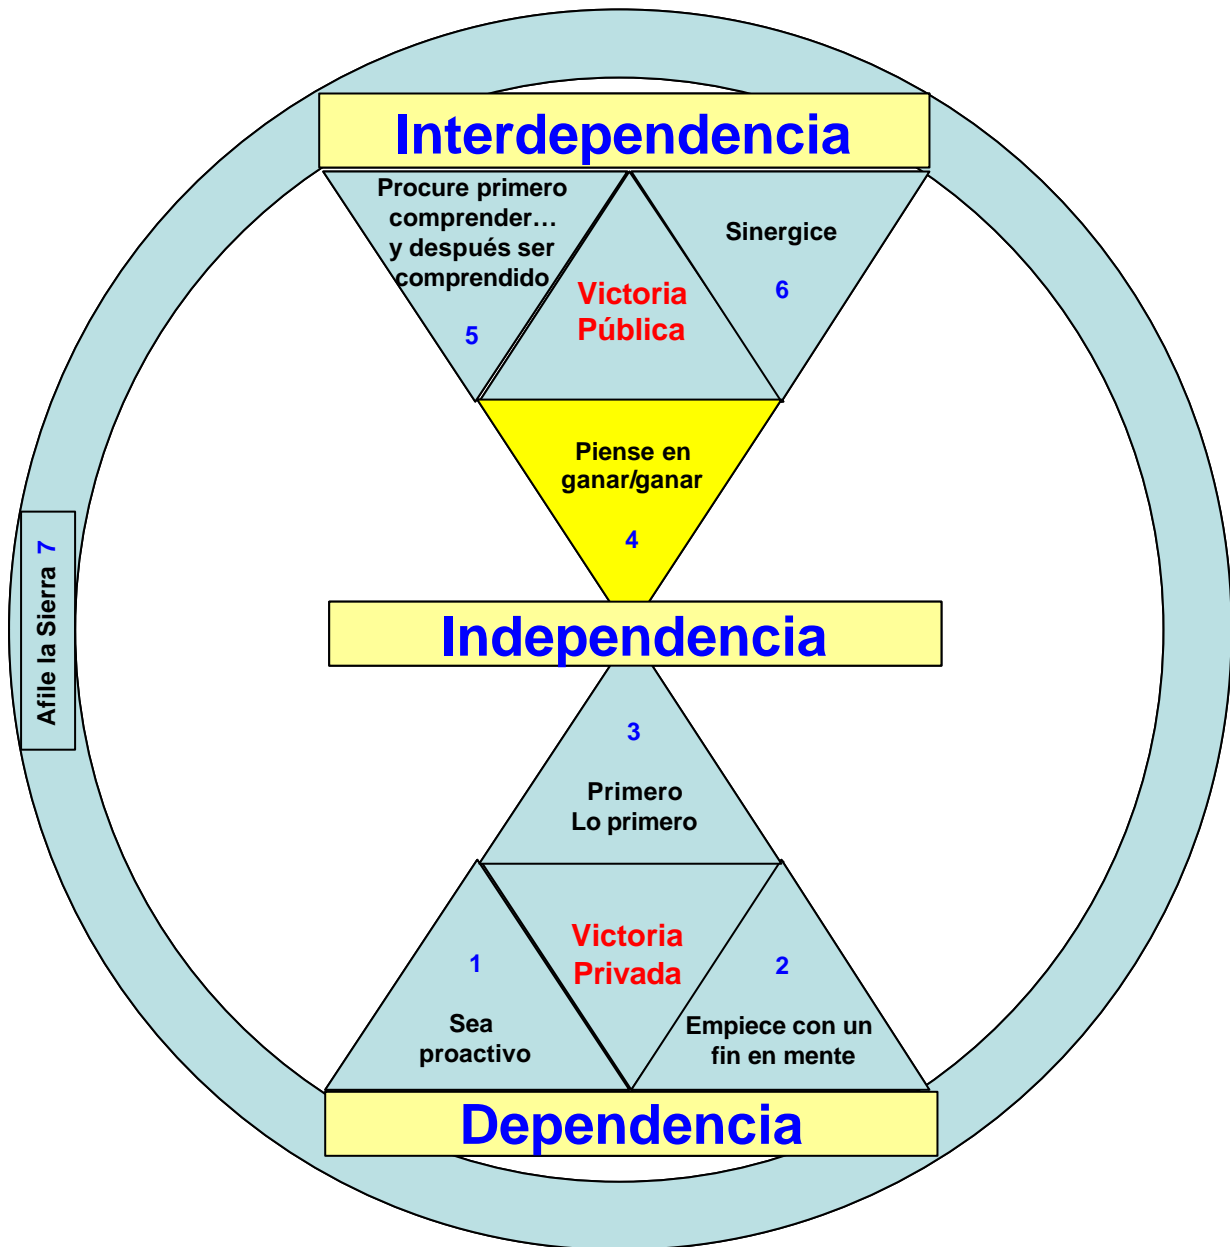 Interdependencia
Procure primero
comprender…
y después ser
comprendido
5
Victoria
Pública
Sinergice
6
Piense en
ganar/ganar
4
Afile la Sierra 7
Independencia
3
Primero
Lo primero
1
Sea
proactivo
Victoria
Privada
2
Empiece con un
fin en mente
Dependencia